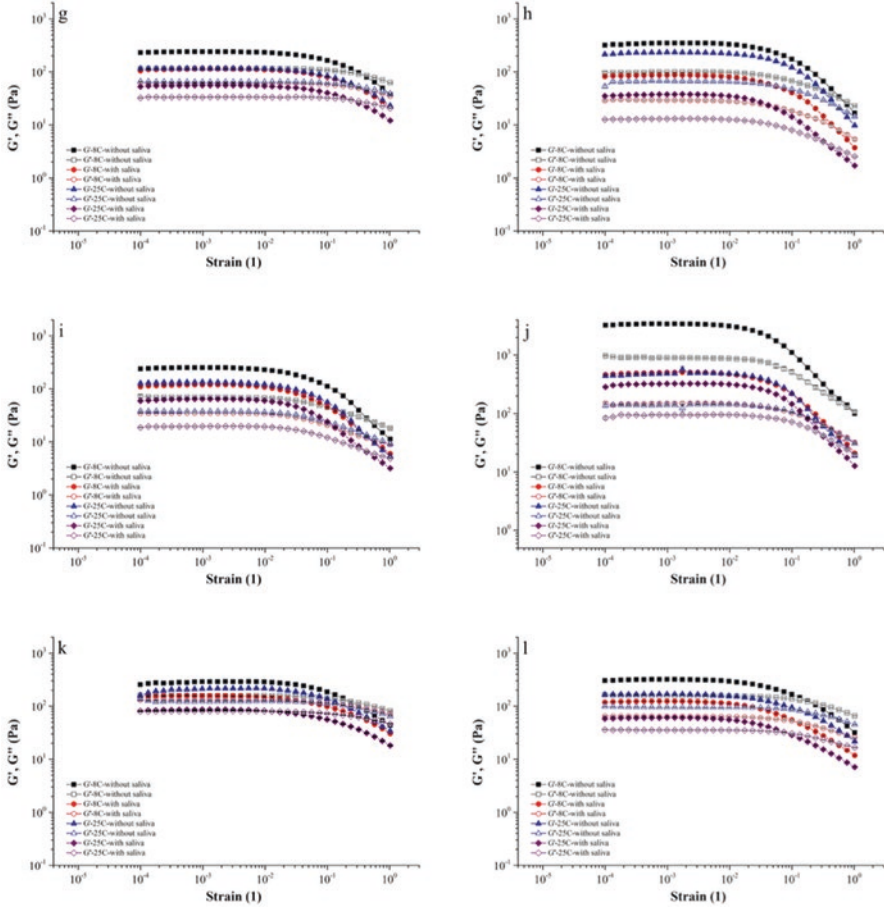 g
G', G'' (Pa)
10³
10²
10¹
10⁰
10⁻¹
G'-8C-without saliva
G''-8C-without saliva
G'-8C-with saliva
G''-8C-with saliva
G'-25C-without saliva
G''-25C-without saliva
G'-25C-with saliva
G''-25C-with saliva
10⁻⁵ 10⁻⁴ 10⁻³ 10⁻² 10⁻¹ 10⁰
Strain (1)
h
G', G'' (Pa)
10³
10²
10¹
10⁰
10⁻¹
G'-8C-without saliva
G''-8C-without saliva
G'-8C-with saliva
G''-8C-with saliva
G'-25C-without saliva
G''-25C-without saliva
G'-25C-with saliva
G''-25C-with saliva
10⁻⁵ 10⁻⁴ 10⁻³ 10⁻² 10⁻¹ 10⁰
Strain (1)
i
G', G'' (Pa)
10³
10²
10¹
10⁰
10⁻¹
G'-8C-without saliva
G''-8C-without saliva
G'-8C-with saliva
G''-8C-with saliva
G'-25C-without saliva
G''-25C-without saliva
G'-25C-with saliva
G''-25C-with saliva
10⁻⁵ 10⁻⁴ 10⁻³ 10⁻² 10⁻¹ 10⁰
Strain (1)
j
G', G'' (Pa)
10³
10²
10¹
10⁰
G'-8C-without saliva
G''-8C-without saliva
G'-8C-with saliva
G''-8C-with saliva
G'-25C-without saliva
G''-25C-without saliva
G'-25C-with saliva
G''-25C-with saliva
10⁻⁵ 10⁻⁴ 10⁻³ 10⁻² 10⁻¹ 10⁰
Strain (1)
k
G', G'' (Pa)
10³
10²
10¹
10⁰
10⁻¹
G'-8C-without saliva
G''-8C-without saliva
G'-8C-with saliva
G''-8C-with saliva
G'-25C-without saliva
G''-25C-without saliva
G'-25C-with saliva
G''-25C-with saliva
10⁻⁵ 10⁻⁴ 10⁻³ 10⁻² 10⁻¹ 10⁰
Strain (1)
l
G', G'' (Pa)
10³
10²
10¹
10⁰
10⁻¹
G'-8C-without saliva
G''-8C-without saliva
G'-8C-with saliva
G''-8C-with saliva
G'-25C-without saliva
G''-25C-without saliva
G'-25C-with saliva
G''-25C-with saliva
10⁻⁵ 10⁻⁴ 10⁻³ 10⁻² 10⁻¹ 10⁰
Strain (1)